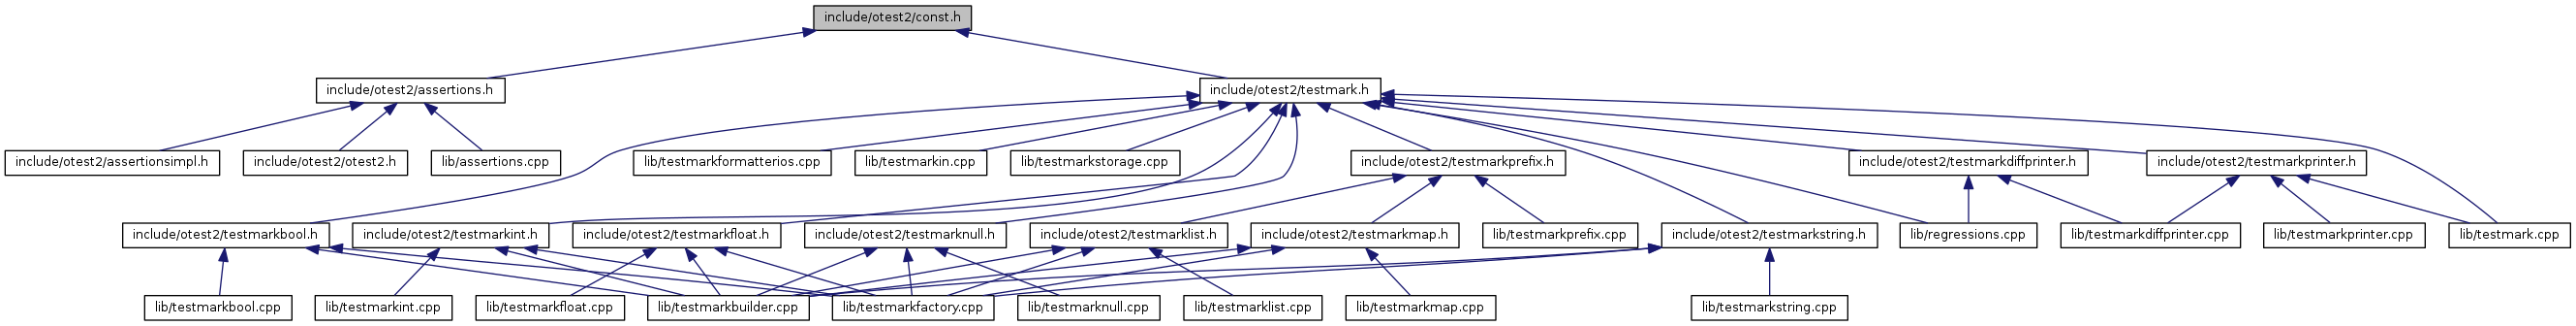 include/otest2/const.h
include/otest2/assertions.h
include/otest2/testmark.h
include/otest2/assertionsimpl.h
include/otest2/otest2.h
lib/assertions.cpp
lib/testmarkformatterios.cpp
lib/testmarkin.cpp
lib/testmarkstorage.cpp
include/otest2/testmarkprefix.h
include/otest2/testmarkdiffprinter.h
include/otest2/testmarkprinter.h
include/otest2/testmarkbool.h
include/otest2/testmarkint.h
include/otest2/testmarkfloat.h
include/otest2/testmarknull.h
include/otest2/testmarklist.h
include/otest2/testmarkmap.h
lib/testmarkprefix.cpp
include/otest2/testmarkstring.h
lib/regressions.cpp
lib/testmarkdiffprinter.cpp
lib/testmarkprinter.cpp
lib/testmark.cpp
lib/testmarkbool.cpp
lib/testmarkint.cpp
lib/testmarkfloat.cpp
lib/testmarkbuilder.cpp
lib/testmarkfactory.cpp
lib/testmarknull.cpp
lib/testmarklist.cpp
lib/testmarkmap.cpp
lib/testmarkstring.cpp